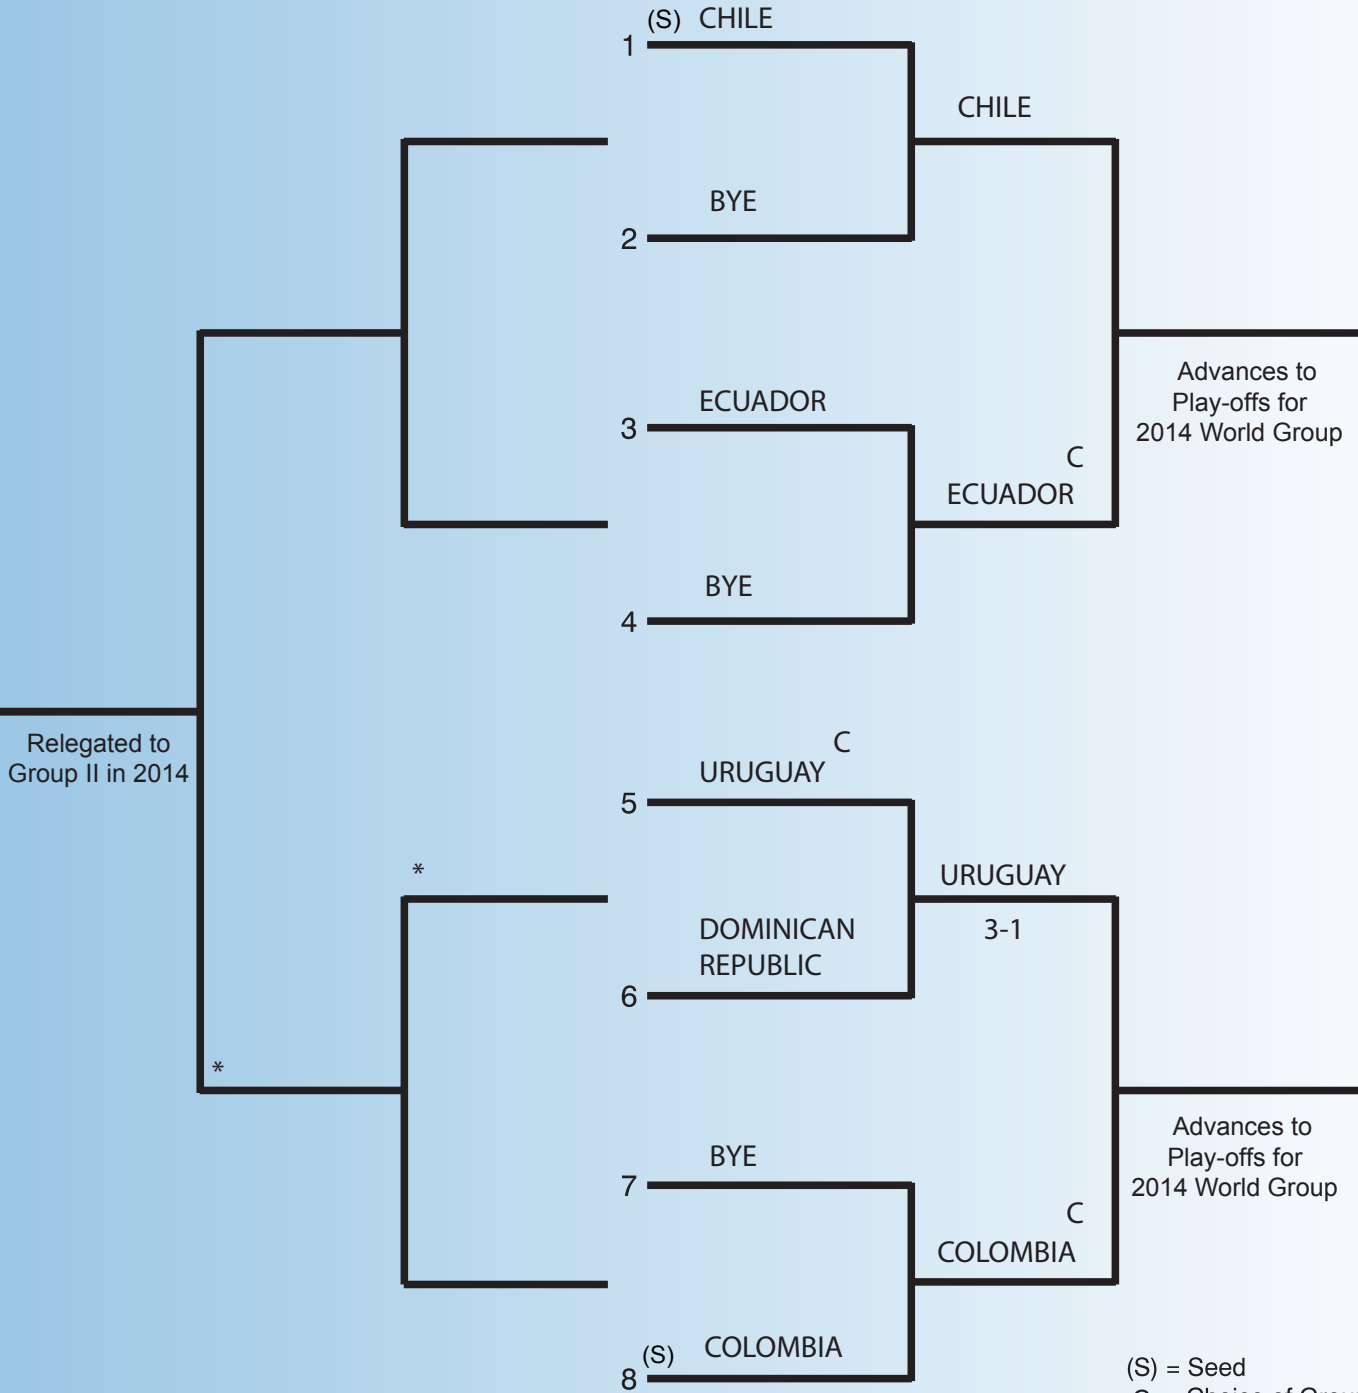 (S) CHILE
1
CHILE
BYE
2
Advances to
Play-offs for
2014 World Group
ECUADOR
3
C
ECUADOR
BYE
4
Relegated to
Group II in 2014
C
URUGUAY
5
*
URUGUAY
3-1
DOMINICAN
REPUBLIC
6
*
BYE
7
Advances to
Play-offs for
2014 World Group
C
COLOMBIA
(S) COLOMBIA
8
(S) = Seed